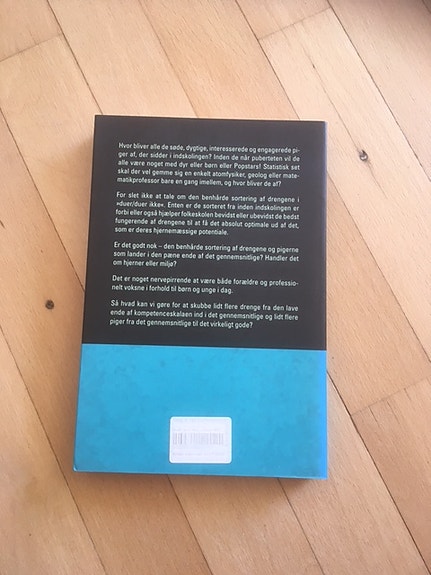 Hvor bliver alle de søde, dygtige, interesserede og engagerede pi-
ger af, der sidder i indskolingen? Inden de når puberteten vil de
alle være noget med dyr eller børn eller Popstars! Statistisk set
skal der vel gemme sig en enkelt atomfysiker, geolog eller mate-
matikprofessor bare en gang imellem, og hvor bliver de af?
For slet ikke at tale om den benhårde sortering af drengene i
»duer/duer ikke«. Enten er de sorteret fra inden indskolingen er
forbi eller også hjælper folkeskolen bevidst eller ubevidst de bedst
fungerende af drengene til at få det absolut optimale ud af det,
som er deres hjernemæssige potentiale.
Er det godt nok – den benhårde sortering af drengene og pigerne
som lander i den pæne ende af det gennemsnitlige? Handler det
om hjerner eller miljø?
Det er noget nervepirrende at være både forældre og professio-
nelt voksne i forhold til børn og unge i dag.
Så hvad kan vi gøre for at skubbe lidt flere drenge fra den lave
ende af kompetenceskalaen ind i det gennemsnitlige og lidt flere
piger fra det gennemsnitlige til det virkeligt gode?